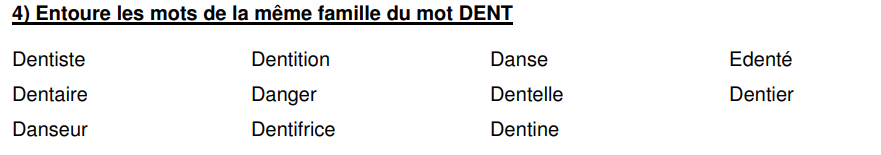 4) Entoure les mots de la même famille du mot DENT
Dentiste Dentition Danse Edenté
Dentaire Danger Dentelle Dentier
Danseur Dentifrice Dentine